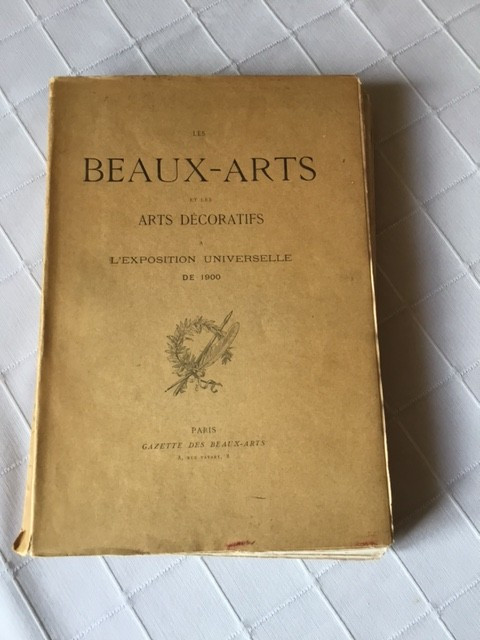 LES
BEAUX-ARTS
ET LES
ARTS DÉCORATIFS
A
L'EXPOSITION UNIVERSELLE
DE 1900
PARIS
GAZETTE DES BEAUX-ARTS
8, RUE FAVART, 8